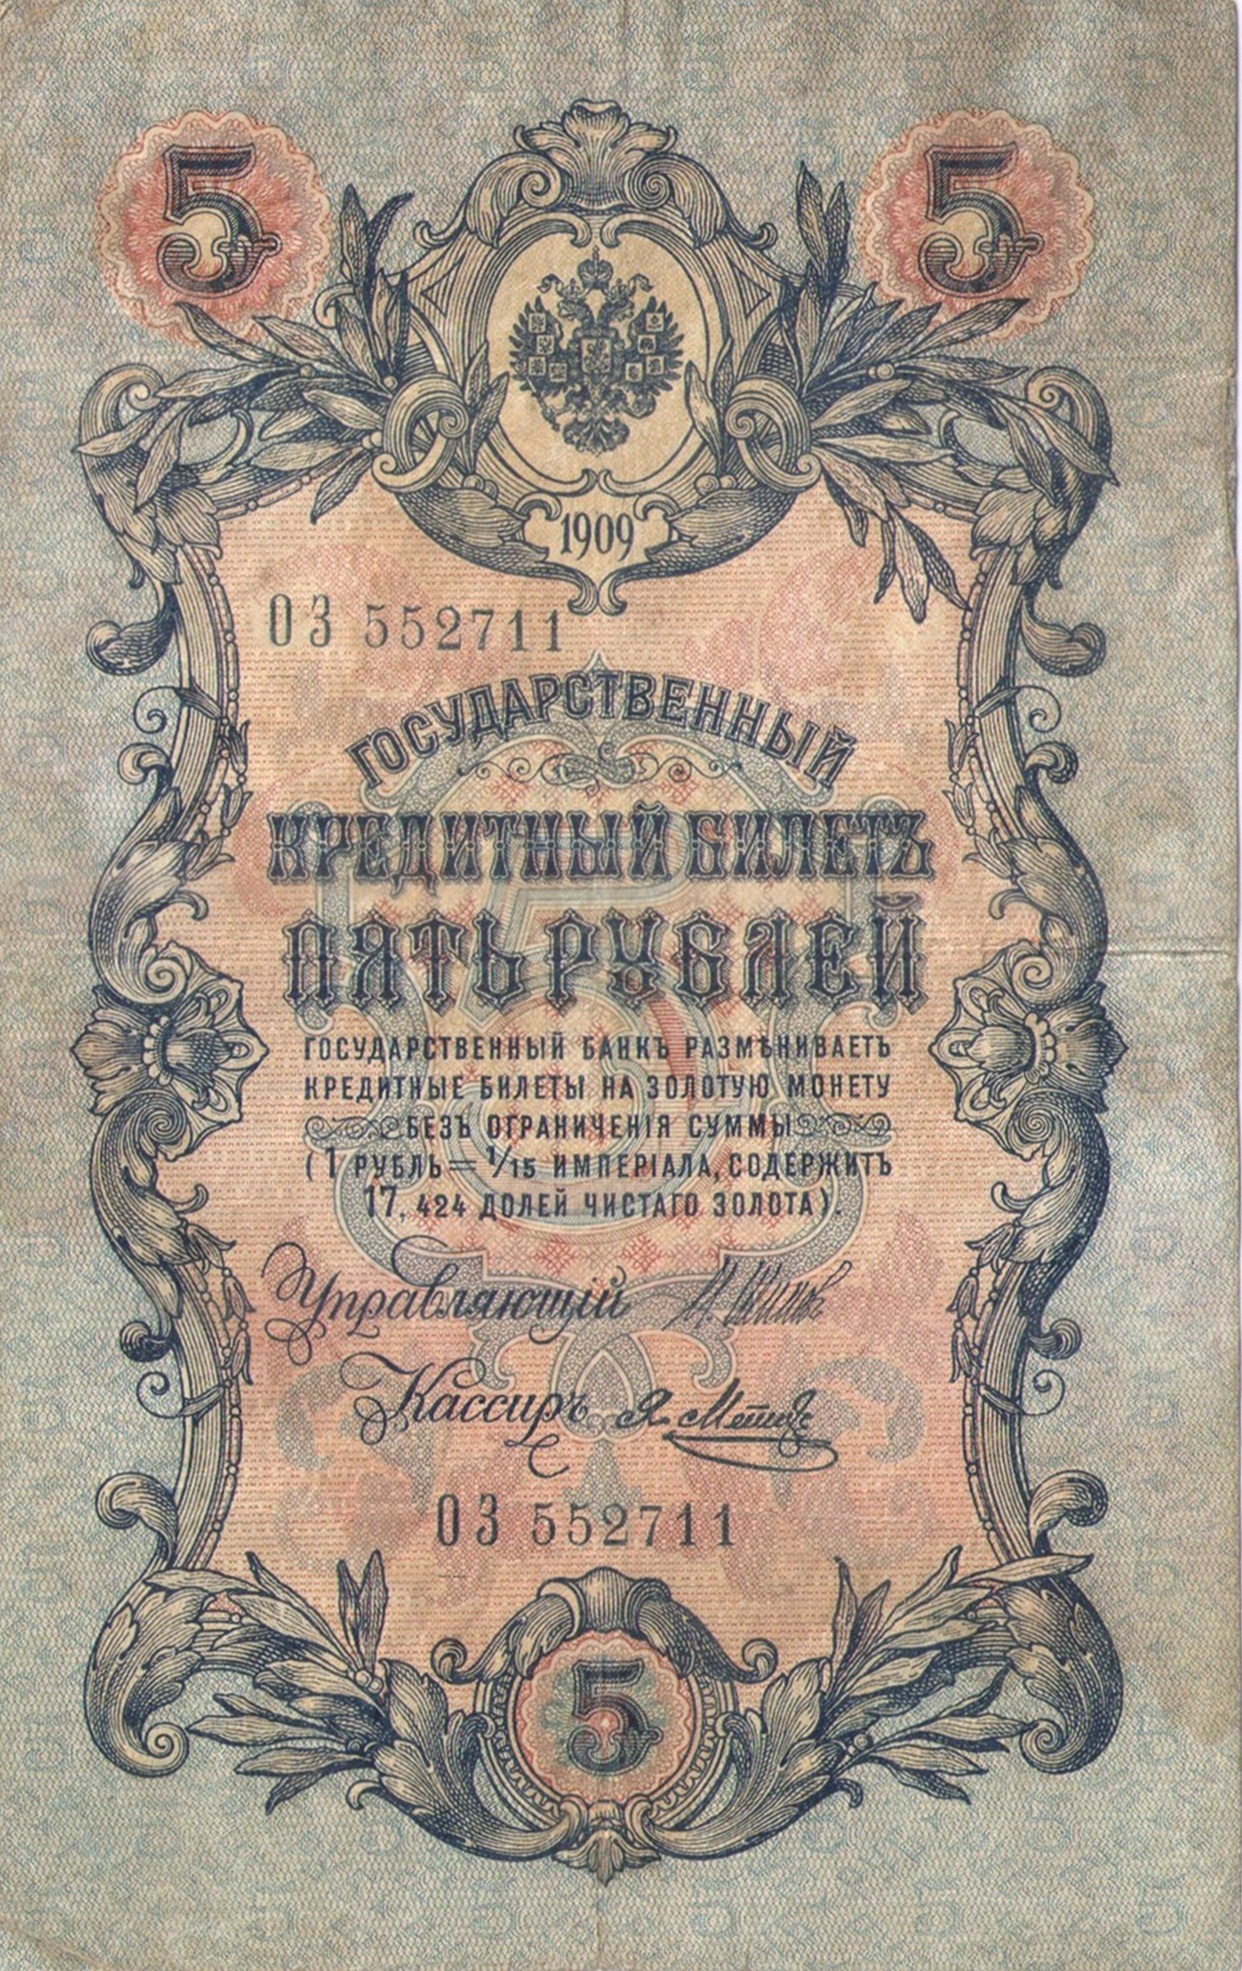 5 5
1909
ОЗ 552711
ГОСУДАРСТВЕННЫЙ
КРЕДИТНЫЙ БИЛЕТЪ
ПЯТЬ РУБЛЕЙ
ГОСУДАРСТВЕННЫЙ БАНКЪ РАЗМѢНИВАЕТЪ
КРЕДИТНЫЕ БИЛЕТЫ НА ЗОЛОТУЮ МОНЕТУ
БЕЗЪ ОГРАНИЧЕНІЯ СУММЫ
(1 РУБЛЬ = 1/15 ИМПЕРІАЛА, СОДЕРЖИТЪ
17, 424 ДОЛЕЙ ЧИСТАГО ЗОЛОТА).
Управляющій
Кассиръ Я. Метцъ
ОЗ 552711
5